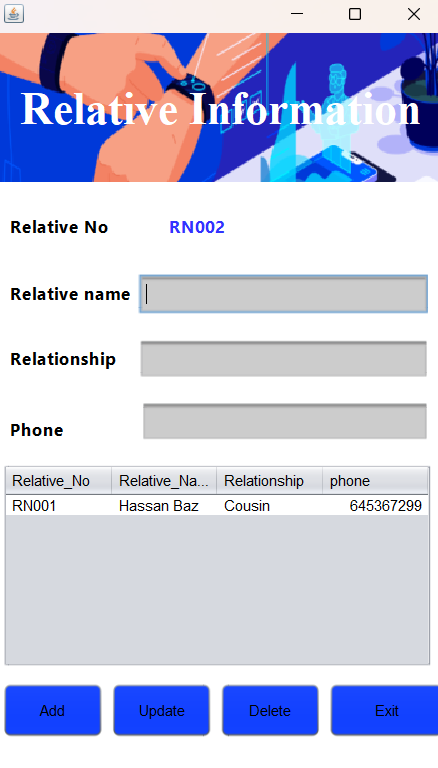 Relative Information
Relative No RN002
Relative name
Relationship
Phone
Relative_No Relative_Na... Relationship phone
RN001 Hassan Baz Cousin 645367299
Add Update Delete Exit